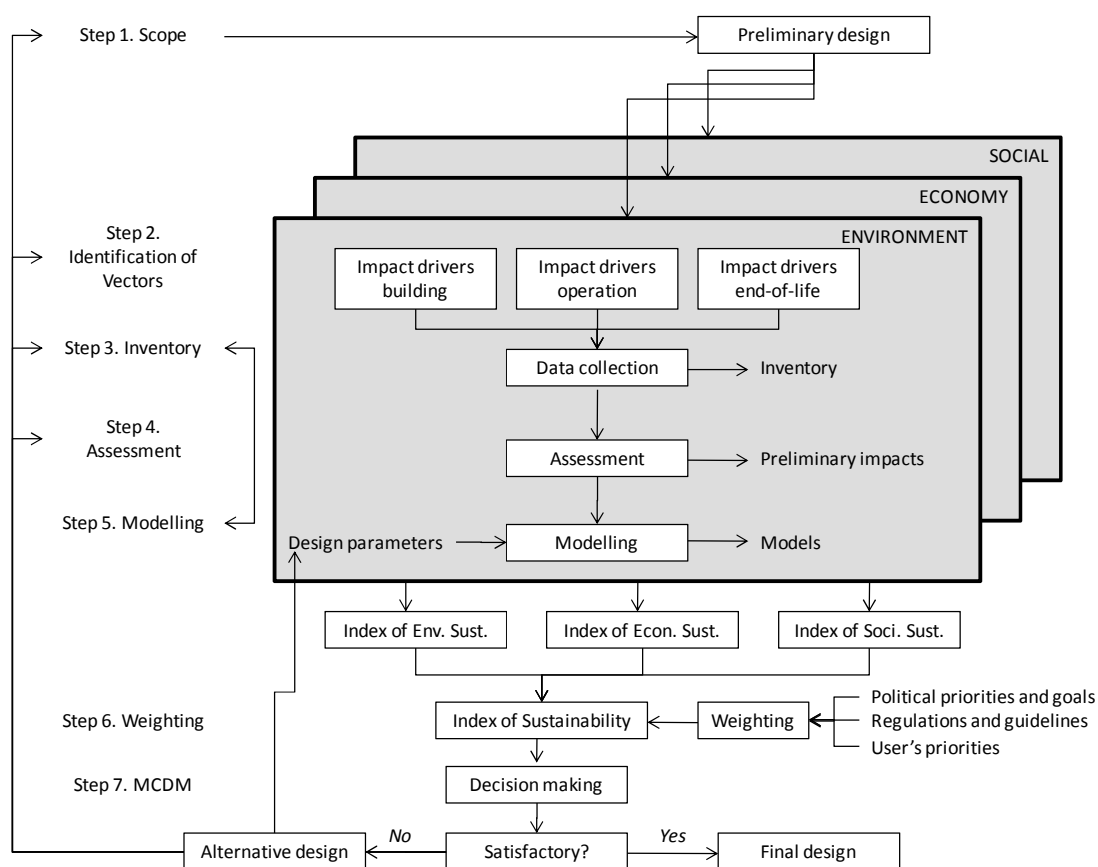 Step 1. Scope
Preliminary design
SOCIAL
ECONOMY
ENVIRONMENT
Step 2.
Identification of
Vectors
Impact drivers
building
Impact drivers
operation
Impact drivers
end-of-life
Step 3. Inventory
Data collection
Inventory
Step 4.
Assessment
Assessment
Preliminary impacts
Step 5. Modelling
Design parameters
Modelling
Models
Index of Env. Sust.
Index of Econ. Sust.
Index of Soci. Sust.
Step 6. Weighting
Index of Sustainability
Weighting
Political priorities and goals
Regulations and guidelines
User's priorities
Step 7. MCDM
Decision making
Alternative design
No
Satisfactory?
Yes
Final design